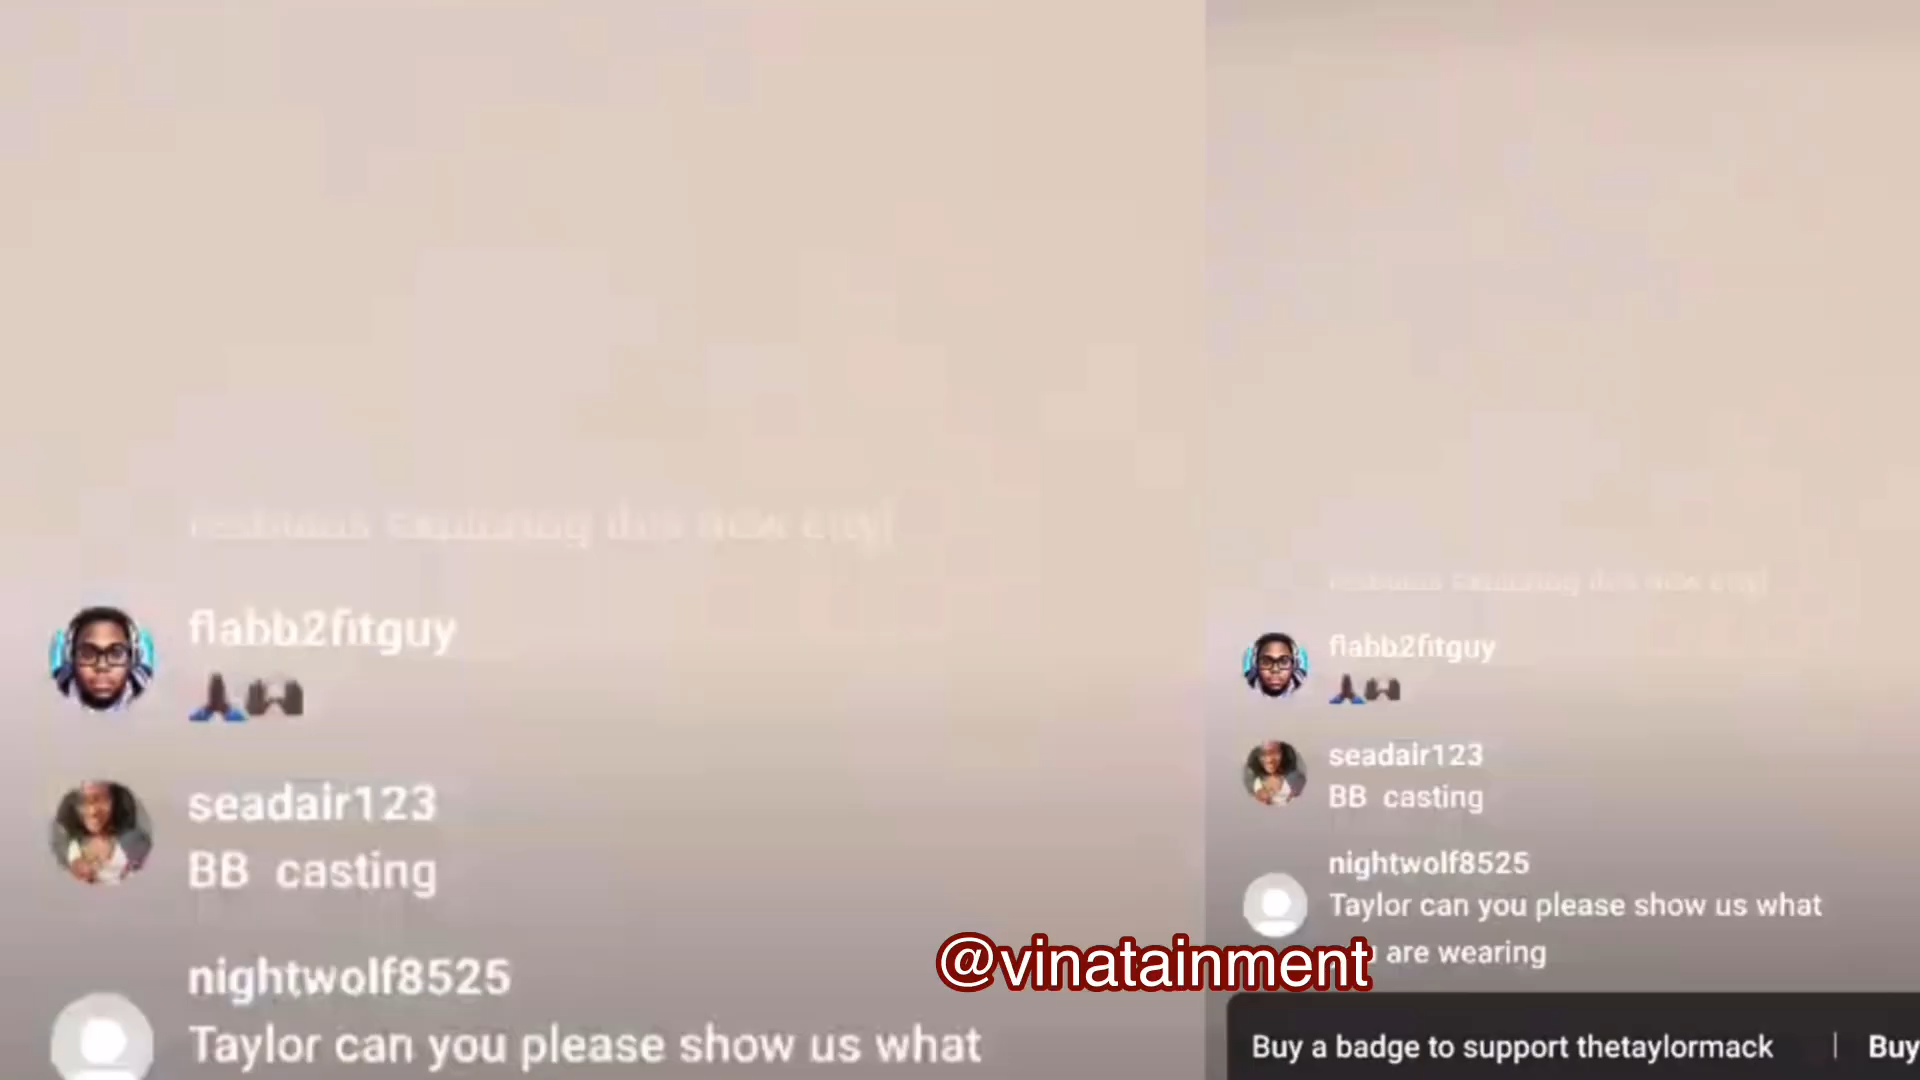 flabb2fitguy
seadair123
BB casting
nightwolf8525
Taylor can you please show us what
flabb2fitguy
seadair123
BB casting
nightwolf8525
Taylor can you please show us what
are wearing
@vinatainment
Buy a badge to support thetaylormack | Buy